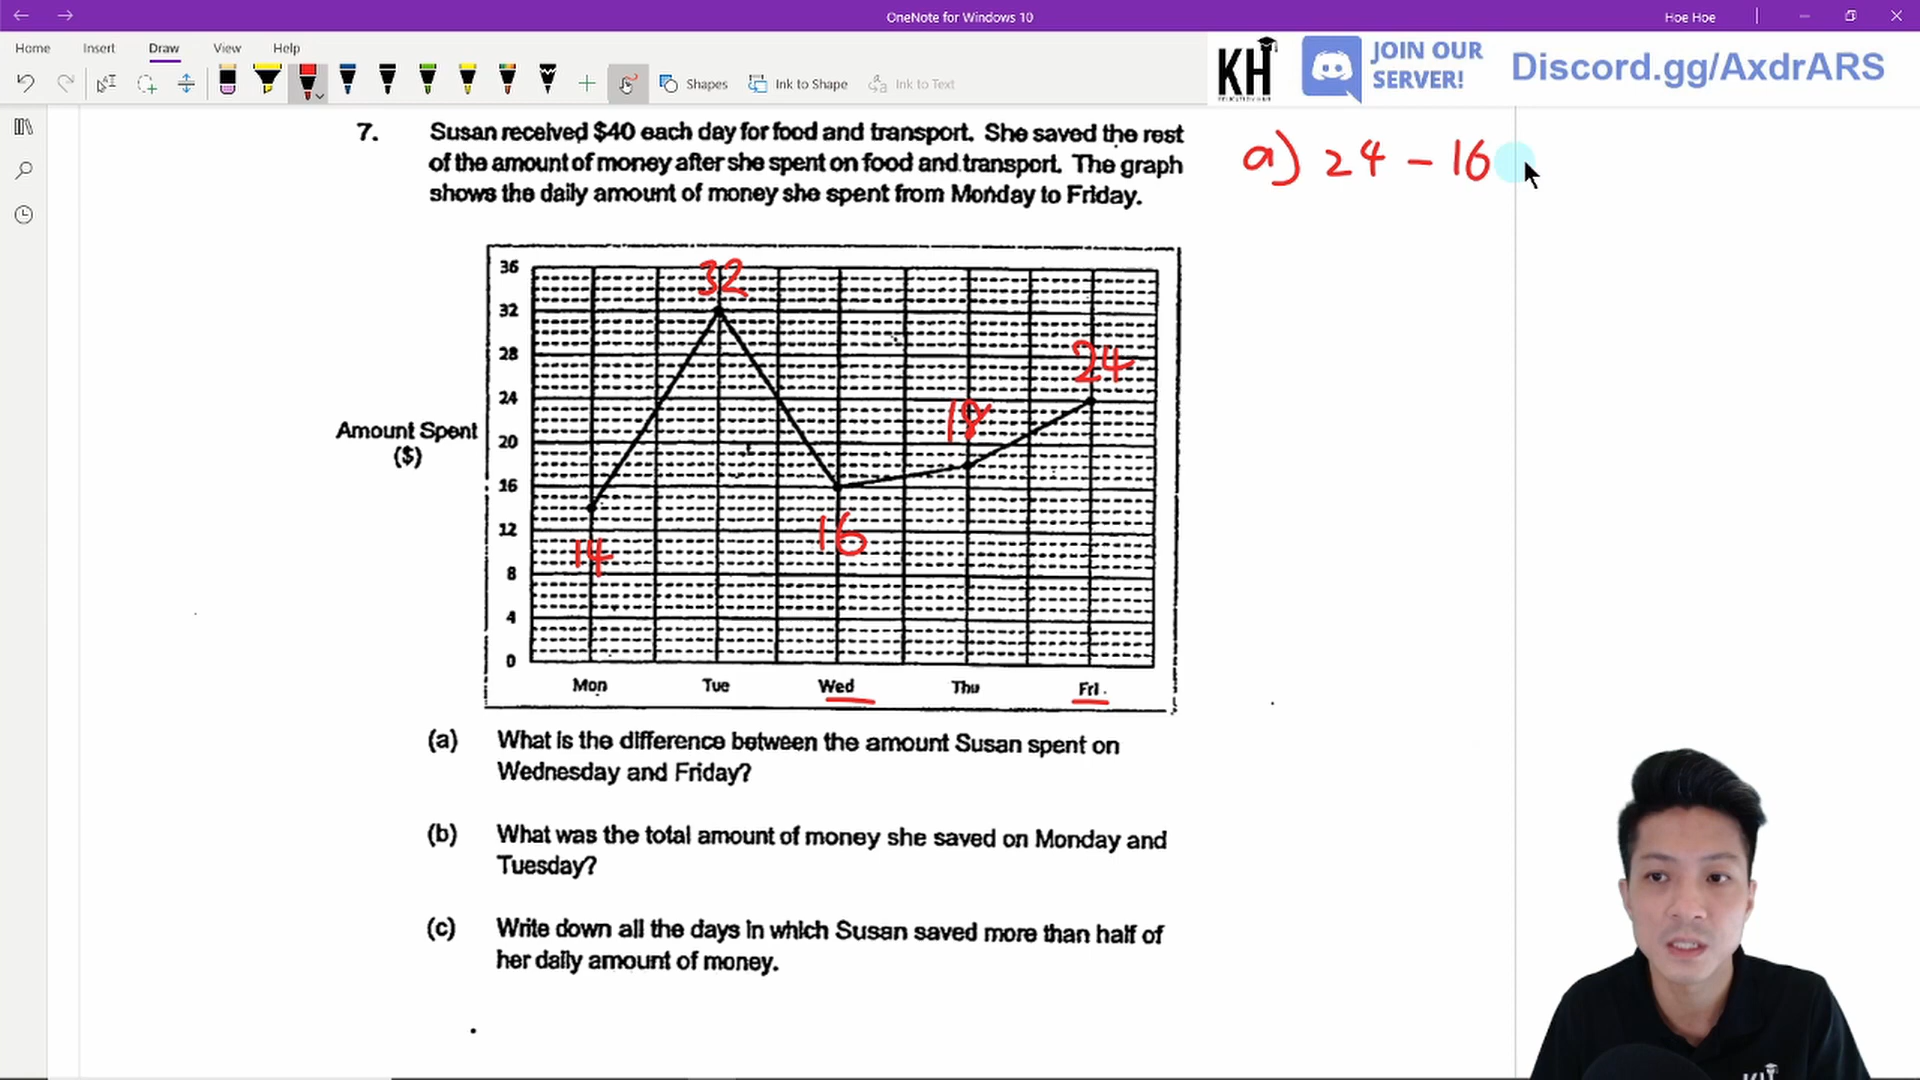 OneNote for Windows 10
Hoe Hoe
Home Insert Draw View Help
Shapes Ink to Shape Ink to Text
KH
JOIN OUR
SERVER!
Discord.gg/AxdrARS
7. Susan received $40 each day for food and transport. She saved the rest
of the amount of money after she spent on food and transport. The graph
shows the daily amount of money she spent from Monday to Friday.
a) 24 - 16
36
32
28
24
20
16
12
8
4
0
Amount Spent
($)
32
24
18
16
14
Mon Tue Wed Thu Fri
(a) What is the difference between the amount Susan spent on
Wednesday and Friday?
(b) What was the total amount of money she saved on Monday and
Tuesday?
(c) Write down all the days in which Susan saved more than half of
her daily amount of money.
KH